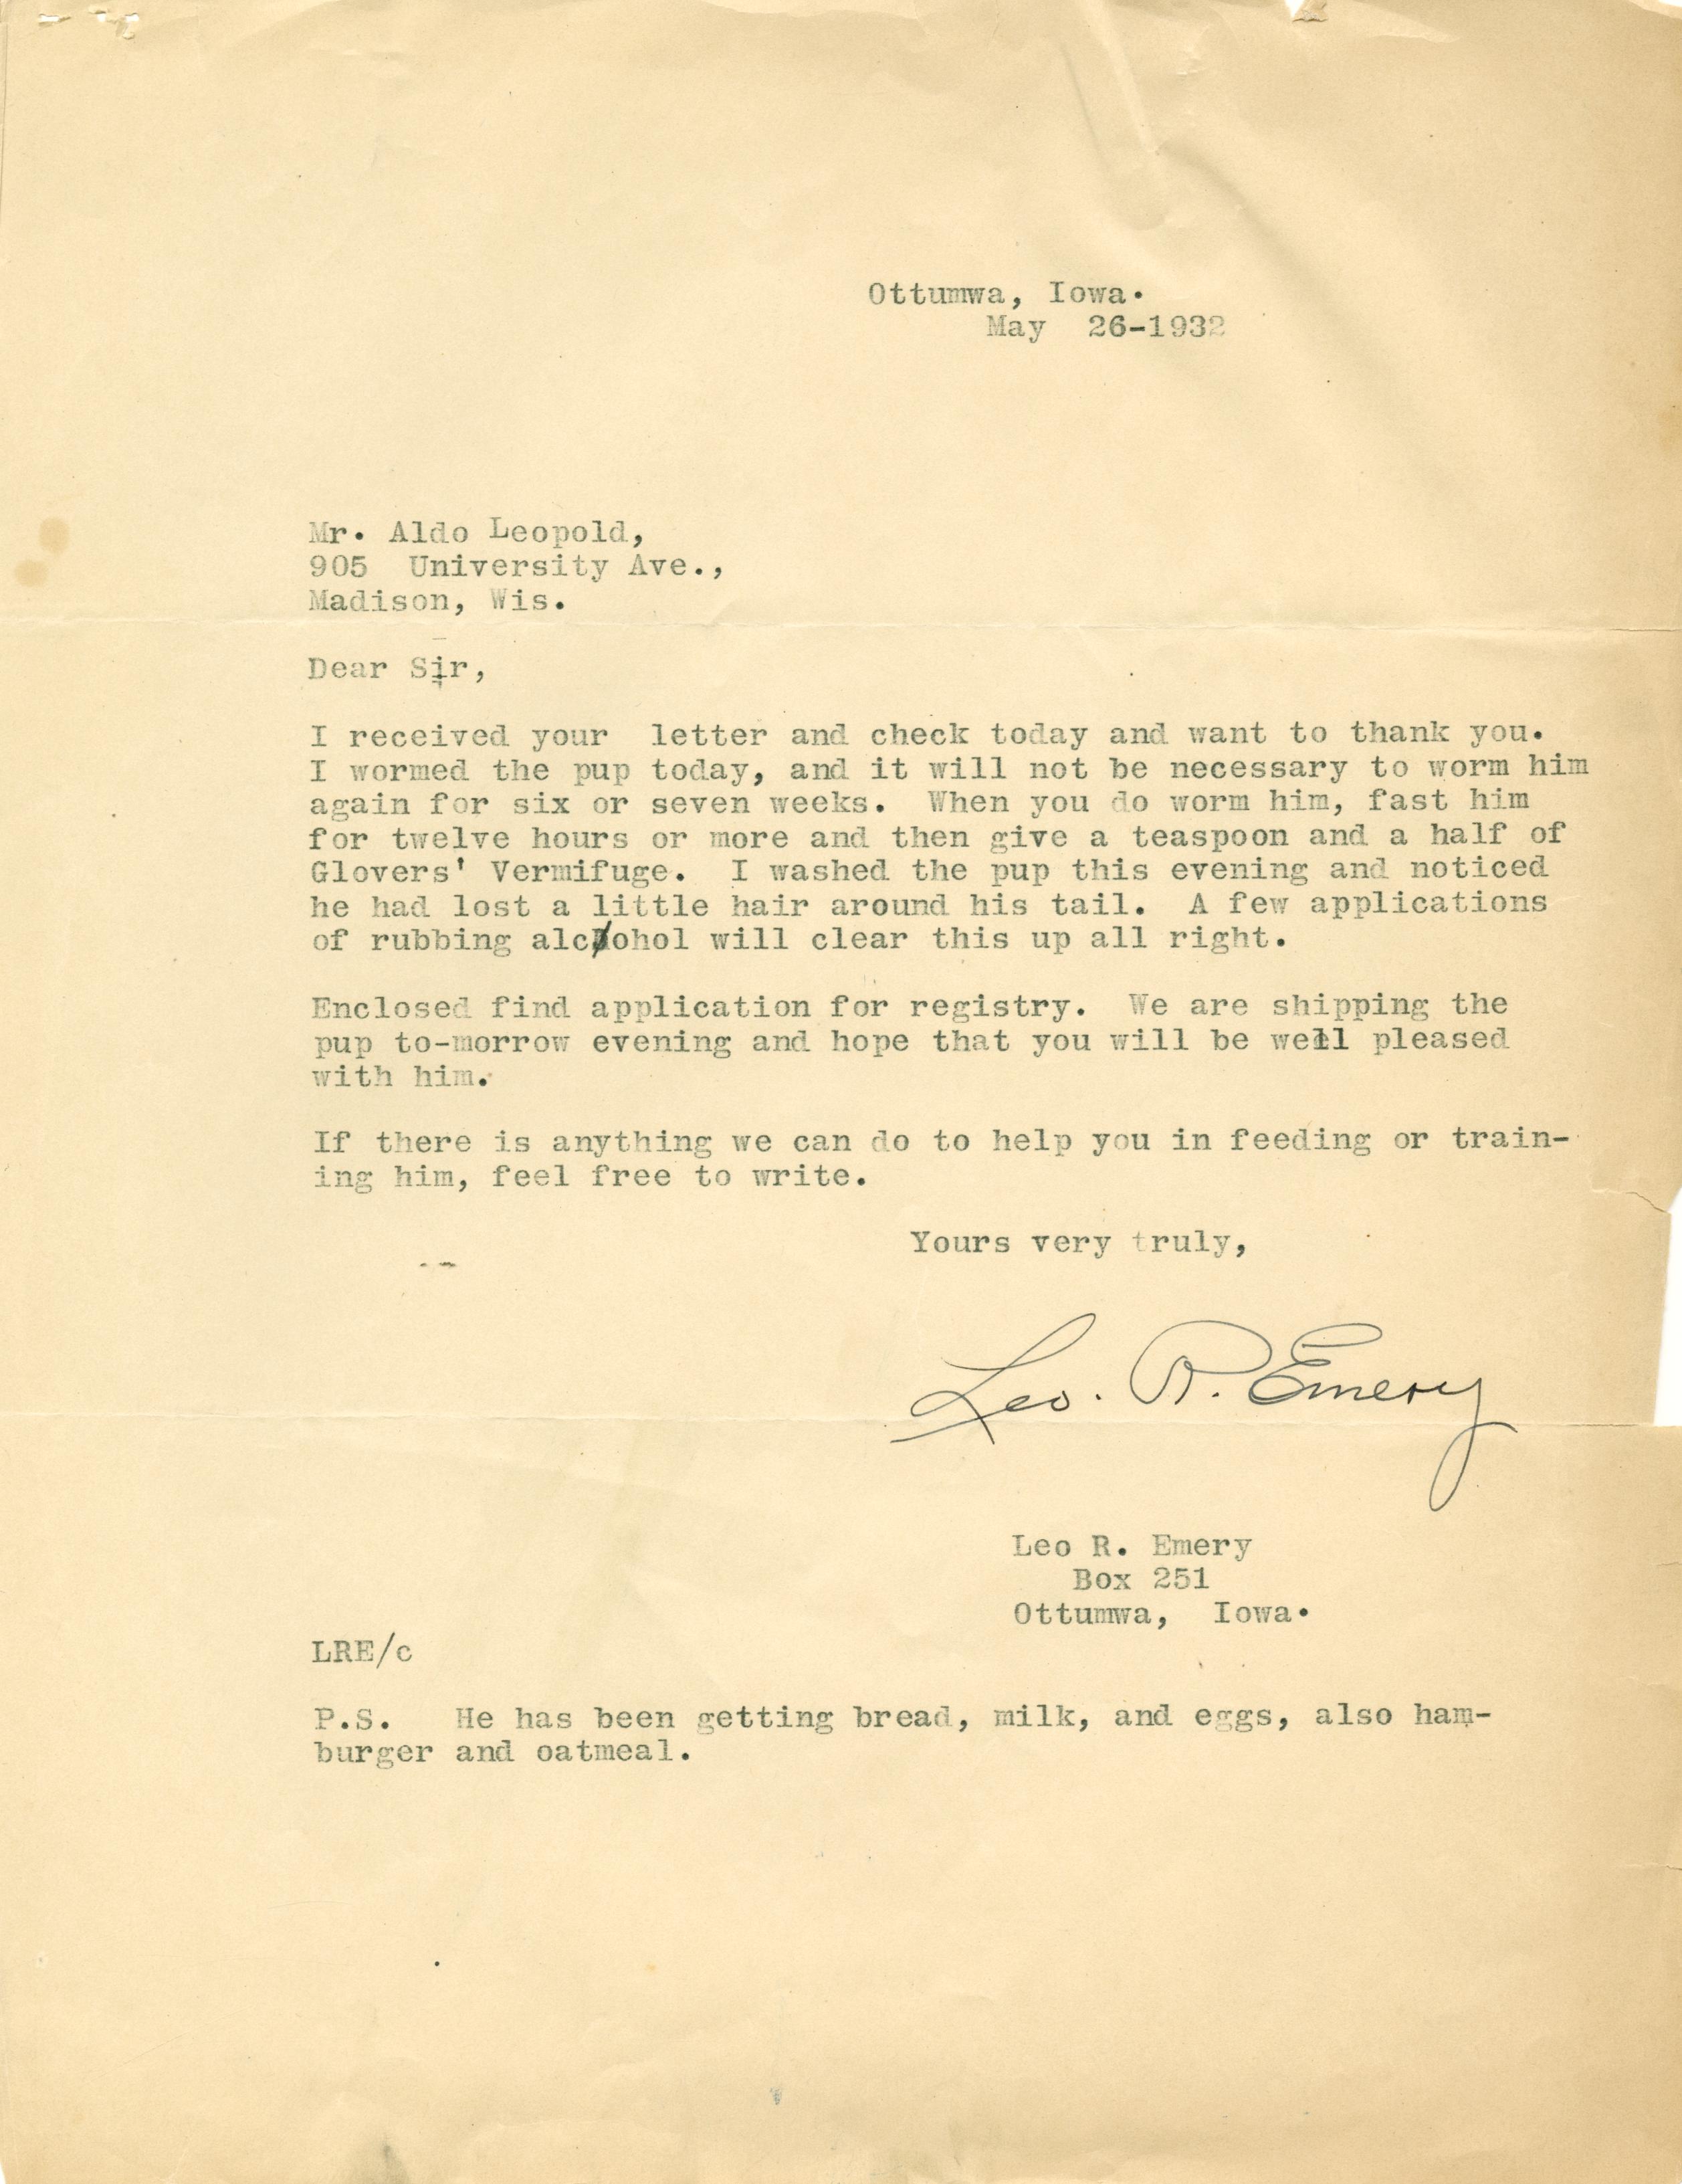 Ottumwa, Iowa.
May 26-1932
Mr. Aldo Leopold,
905 University Ave.,
Madison, Wis.
Dear Sir,
I received your letter and check today and want to thank you.
I wormed the pup today, and it will not be necessary to worm him
again for six or seven weeks. When you do worm him, fast him
for twelve hours or more and then give a teaspoon and a half of
Glovers' Vermifuge. I washed the pup this evening and noticed
he had lost a little hair around his tail. A few applications
of rubbing alcohol will clear this up all right.
Enclosed find application for registry. We are shipping the
pup to-morrow evening and hope that you will be well pleased
with him.
If there is anything we can do to help you in feeding or train-
ing him, feel free to write.
Yours very truly,
Leo. R. Emery
Leo R. Emery
Box 251
Ottumwa, Iowa.
LRE/c
P.S. He has been getting bread, milk, and eggs, also ham-
burger and oatmeal.